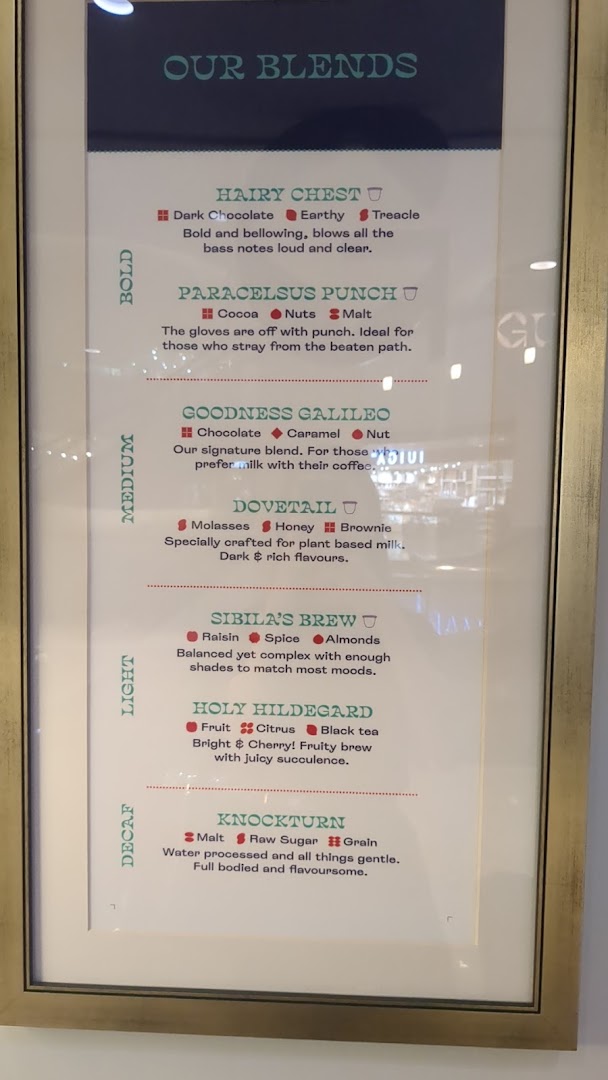 OUR BLENDS
BOLD
HAIRY CHEST
Dark Chocolate Earthy Treacle
Bold and bellowing, blows all the
bass notes loud and clear.
PARACELSUS PUNCH
Cocoa Nuts Malt
The gloves are off with punch. Ideal for
those who stray from the beaten path.
MEDIUM
GOODNESS GALILEO
Chocolate Caramel Nut
Our signature blend. For those who
prefer milk with their coffee.
DOVETAIL
Molasses Honey Brownie
Specially crafted for plant based milk.
Dark & rich flavours.
LIGHT
SIBILA'S BREW
Raisin Spice Almonds
Balanced yet complex with enough
shades to match most moods.
HOLY HILDEGARD
Fruit Citrus Black tea
Bright & Cherry! Fruity brew
with juicy succulence.
DECAF
KNOCKTURN
Malt Raw Sugar Grain
Water processed and all things gentle.
Full bodied and flavoursome.